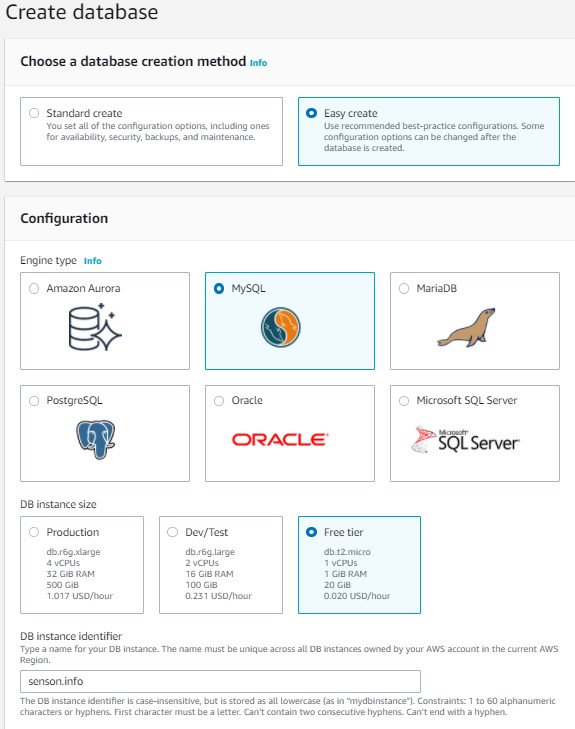 Create database
Choose a database creation method Info
Standard create
You set all of the configuration options, including ones
for availability, security, backups, and maintenance.
Easy create
Use recommended best-practice configurations. Some
configuration options can be changed after the
database is created.
Configuration
Engine type Info
Amazon Aurora
MySQL
MariaDB
PostgreSQL
Oracle
ORACLE
Microsoft SQL Server
Microsoft
SQL Server
DB instance size
Production
db.r6g.xlarge
4 vCPUs
32 GiB RAM
500 GiB
1.017 USD/hour
Dev/Test
db.r6g.large
2 vCPUs
16 GiB RAM
100 GiB
0.231 USD/hour
Free tier
db.t2.micro
1 vCPUs
1 GiB RAM
20 GiB
0.020 USD/hour
DB instance identifier
Type a name for your DB instance. The name must be unique across all DB instances owned by your AWS account in the current AWS
Region.
senson.info
The DB instance identifier is case-insensitive, but is stored as all lowercase (as in "mydbinstance"). Constraints: 1 to 60 alphanumeric
characters or hyphens. First character must be a letter. Can't contain two consecutive hyphens. Can't end with a hyphen.